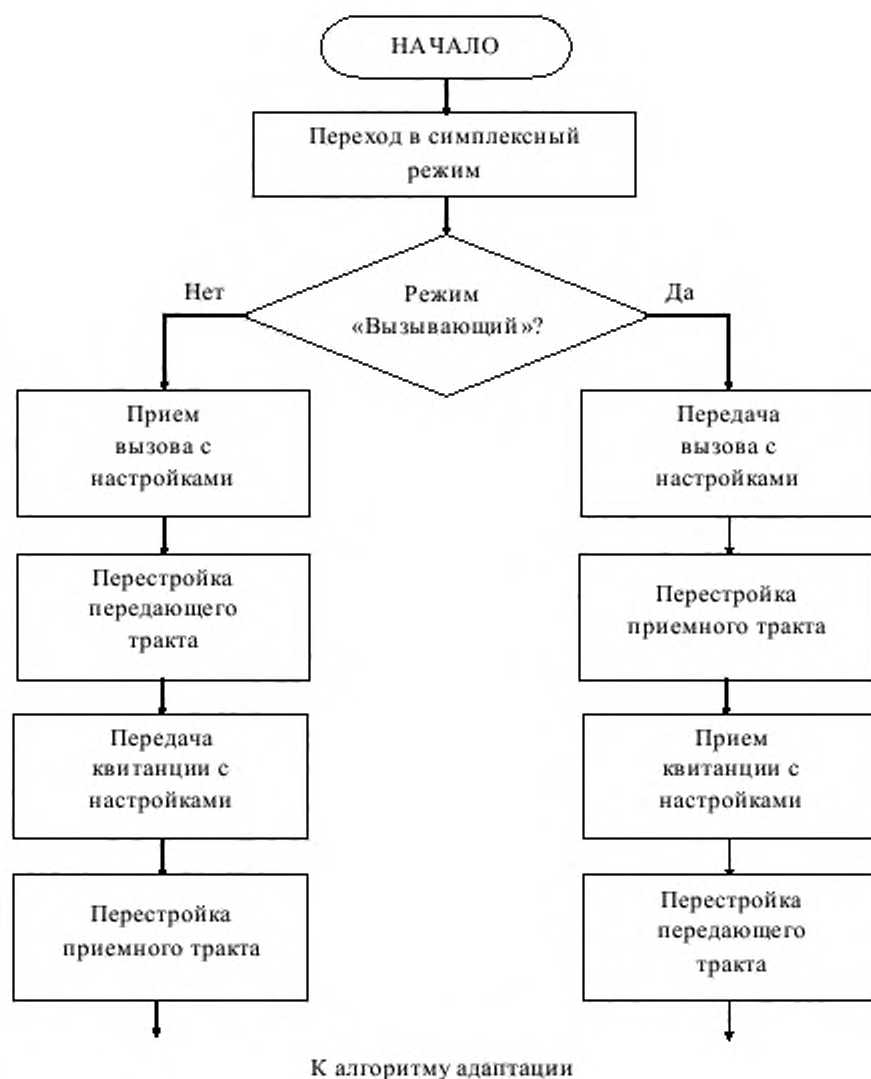 НАЧАЛО
Переход в симплексный
режим
Нет
Режим
«Вызывающий»?
Да
Прием
вызова с
настройками
Передача
вызова с
настройками
Перестройка
передающего
тракта
Перестройка
приемного тракта
Передача
квитанции с
настройками
Прием
квитанции с
настройками
Перестройка
приемного тракта
Перестройка
передающего
тракта
К алгоритму адаптации